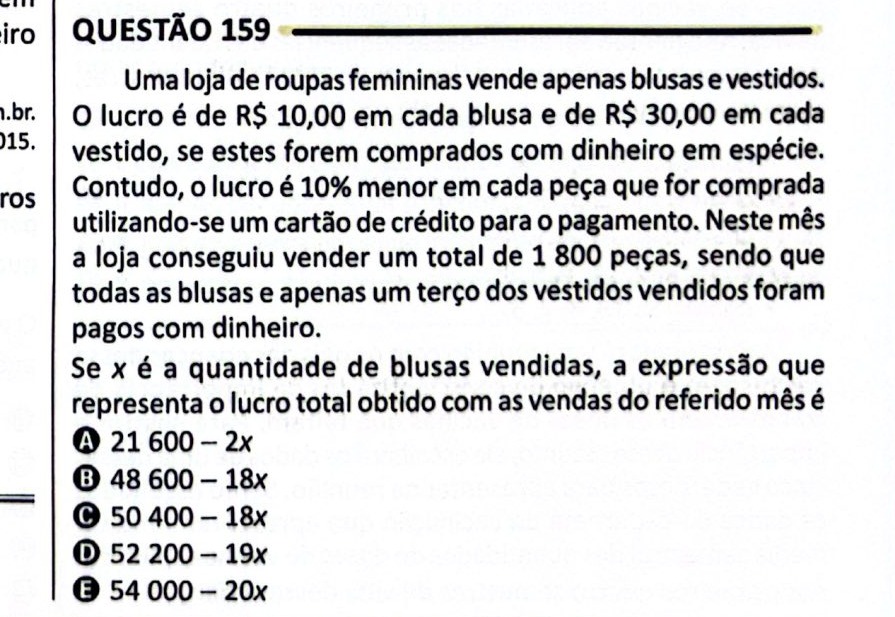 eiro
n.br.
015.
ros
QUESTÃO 159
Uma loja de roupas femininas vende apenas blusas e vestidos.
O lucro é de R$ 10,00 em cada blusa e de R$ 30,00 em cada
vestido, se estes forem comprados com dinheiro em espécie.
Contudo, o lucro é 10% menor em cada peça que for comprada
utilizando-se um cartão de crédito para o pagamento. Neste mês
a loja conseguiu vender um total de 1 800 peças, sendo que
todas as blusas e apenas um terço dos vestidos vendidos foram
pagos com dinheiro.
Se x é a quantidade de blusas vendidas, a expressão que
representa o lucro total obtido com as vendas do referido mês é
A 21 600 – 2x
B 48 600 – 18x
C 50 400 – 18x
D 52 200 – 19x
E 54 000 – 20x